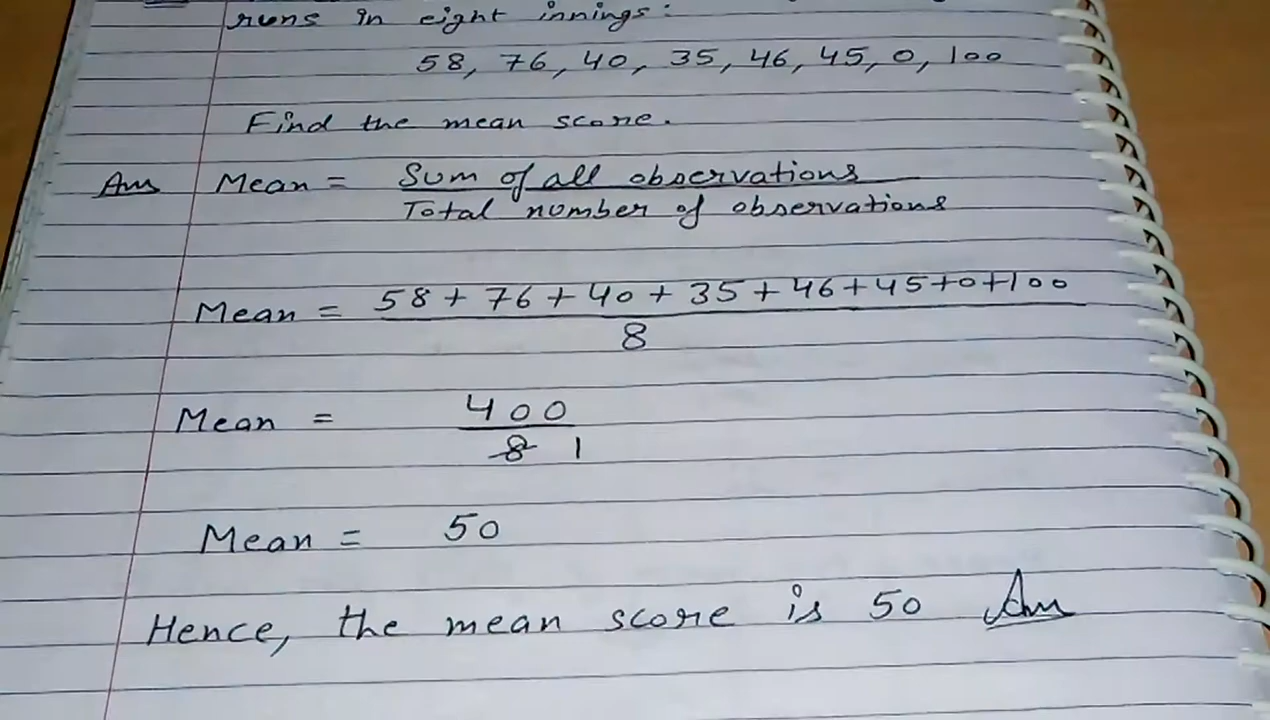 runs in eight innings:
58, 76, 40, 35, 46, 45, 0, 100
Find the mean score.
Ans Mean = Sum of all observations
Total number of observations
Mean = 58 + 76 + 40 + 35 + 46 + 45 + 0 + 100
8
Mean = 400
8 1
Mean = 50
Hence, the mean score is 50 Ans